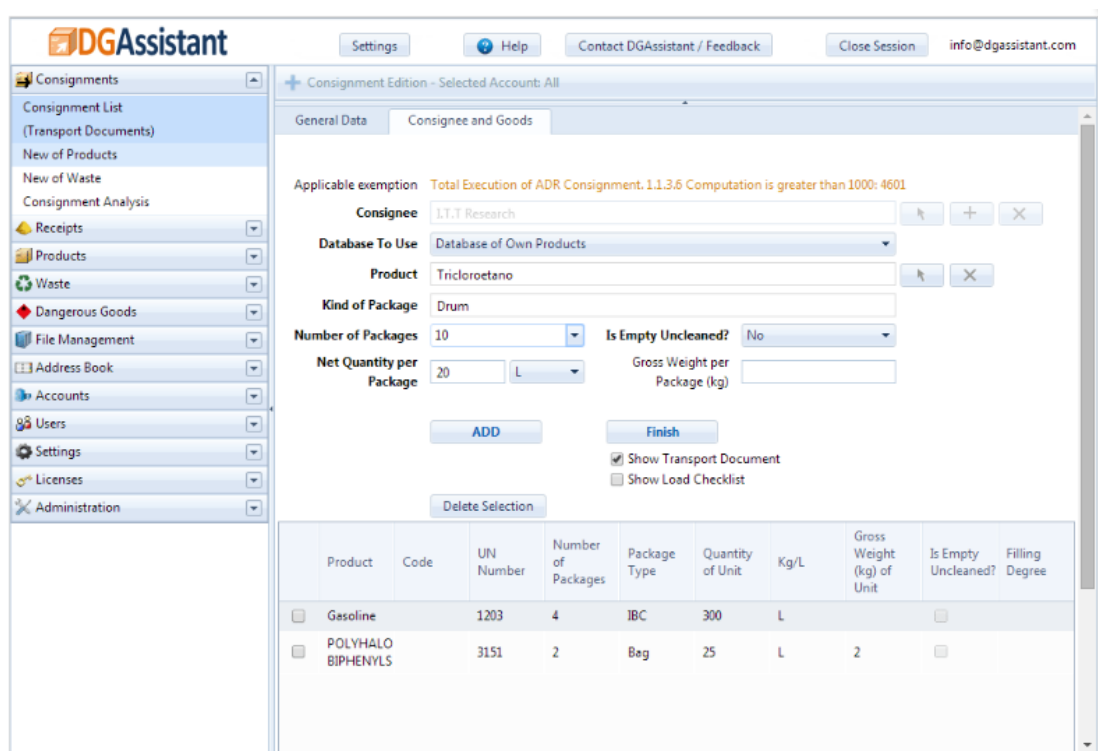 DGAssistant
Settings
Help
Contact DGAssistant / Feedback
Close Session
info@dgassistant.com
Consignments
Consignment List
(Transport Documents)
New of Products
New of Waste
Consignment Analysis
Receipts
Products
Waste
Dangerous Goods
File Management
Address Book
Accounts
Users
Settings
Licenses
Administration
Consignment Edition - Selected Account: All
General Data
Consignee and Goods
Applicable exemption Total Execution of ADR Consignment. 1.1.3.6 Computation is greater than 1000: 4601
Consignee I.T.T Research
Database To Use Database of Own Products
Product Tricloroetano
Kind of Package Drum
Number of Packages 10 Is Empty Uncleaned? No
Net Quantity per
Package 20 L
Gross Weight per
Package (kg)
ADD Finish
Show Transport Document
Show Load Checklist
Delete Selection
Product
Code
UN
Number
Number
of
Packages
Package
Type
Quantity
of Unit
Kg/L
Gross
Weight
(kg) of
Unit
Is Empty
Uncleaned?
Filling
Degree
Gasoline 1203 4 IBC 300 L
POLYHALO
BIPHENYLS 3151 2 Bag 25 L 2